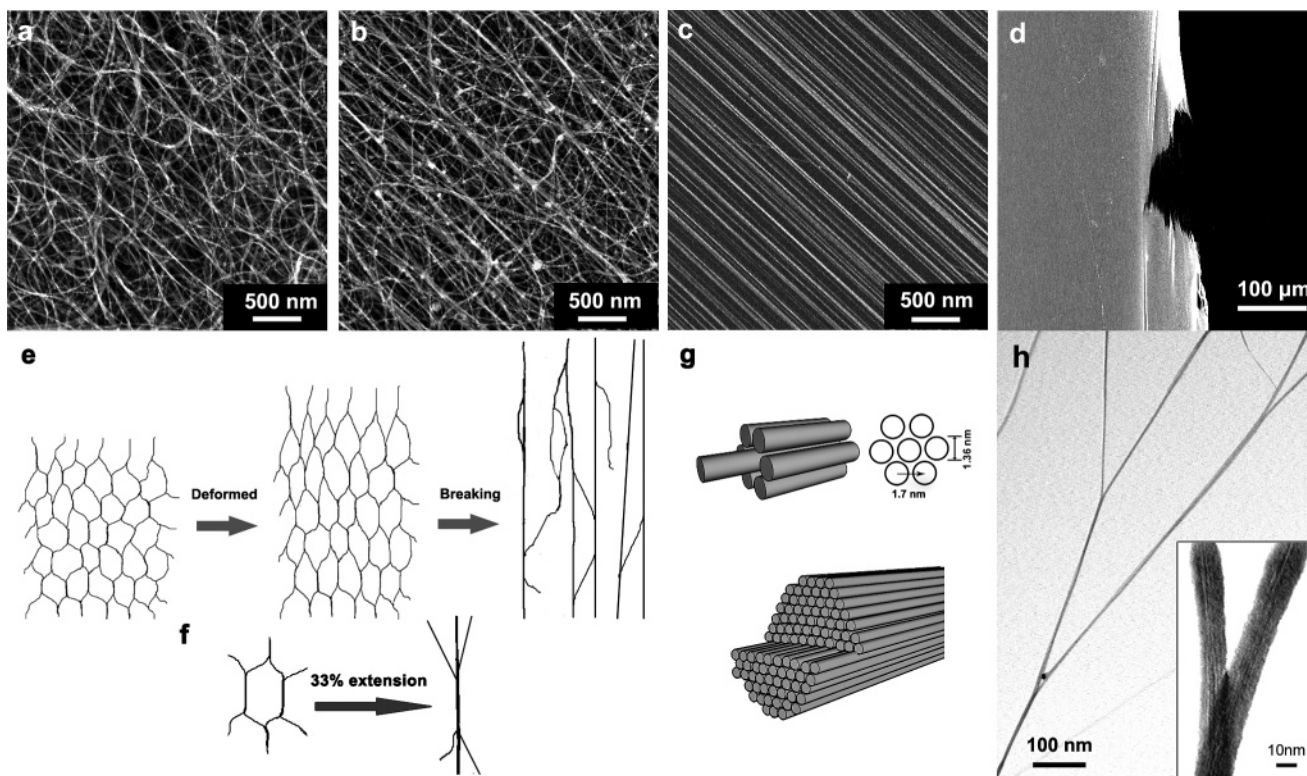 a
500 nm
b
500 nm
c
500 nm
d
100 µm
e
Deformed
Breaking
f
33% extension
g
1.36 nm
1.7 nm
h
100 nm
10nm